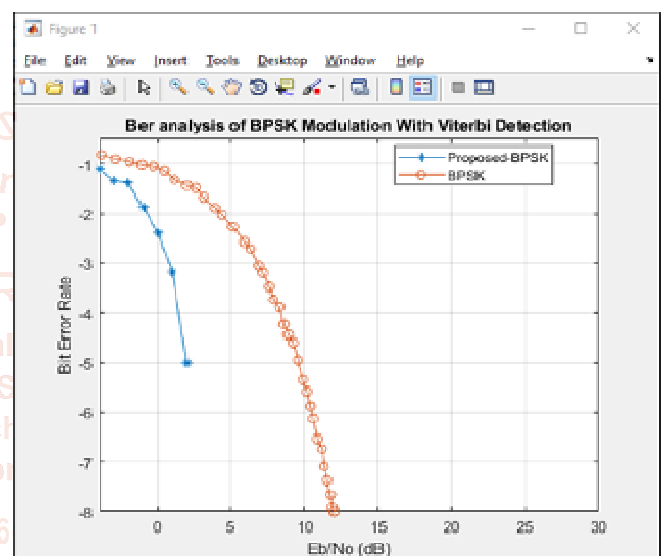 Figure 1
File Edit View Insert Tools Desktop Window Help
Ber analysis of BPSK Modulation With Viterbi Detection
Proposed-BPSK
BPSK
Bit Error Rate
-1
-2
-3
-4
-5
-6
-7
-8
0 5 10 15 20 25 30
Eb/No (dB)